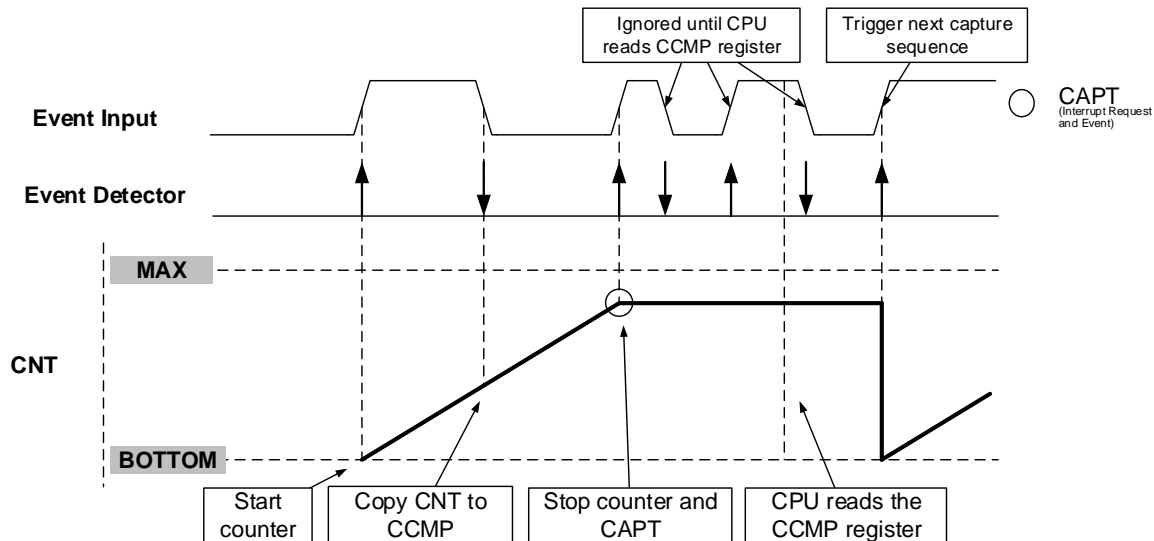 Ignored until CPU
reads CCMP register
Trigger next capture
sequence
CAPT
(Interrupt Request
and Event)
Event Input
Event Detector
MAX
CNT
BOTTOM
Start
counter
Copy CNT to
CCMP
Stop counter and
CAPT
CPU reads the
CCMP register